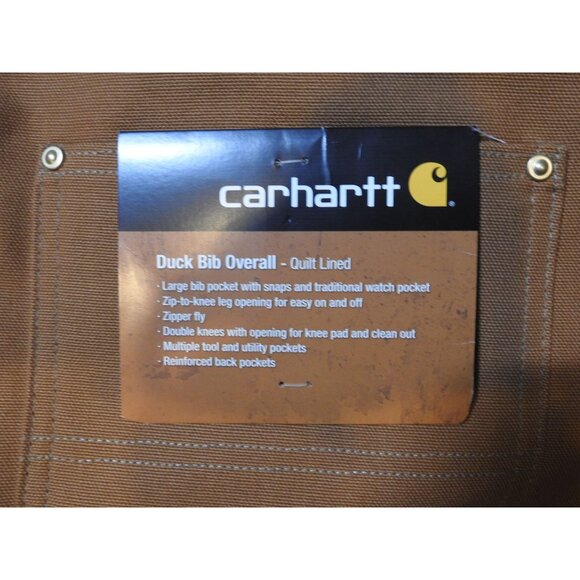 carhartt
Duck Bib Overall - Quilt Lined
· Large bib pocket with snaps and traditional watch pocket
· Zip-to-knee leg opening for easy on and off
· Zipper fly
· Double knees with opening for knee pad and clean out
· Multiple tool and utility pockets
· Reinforced back pockets